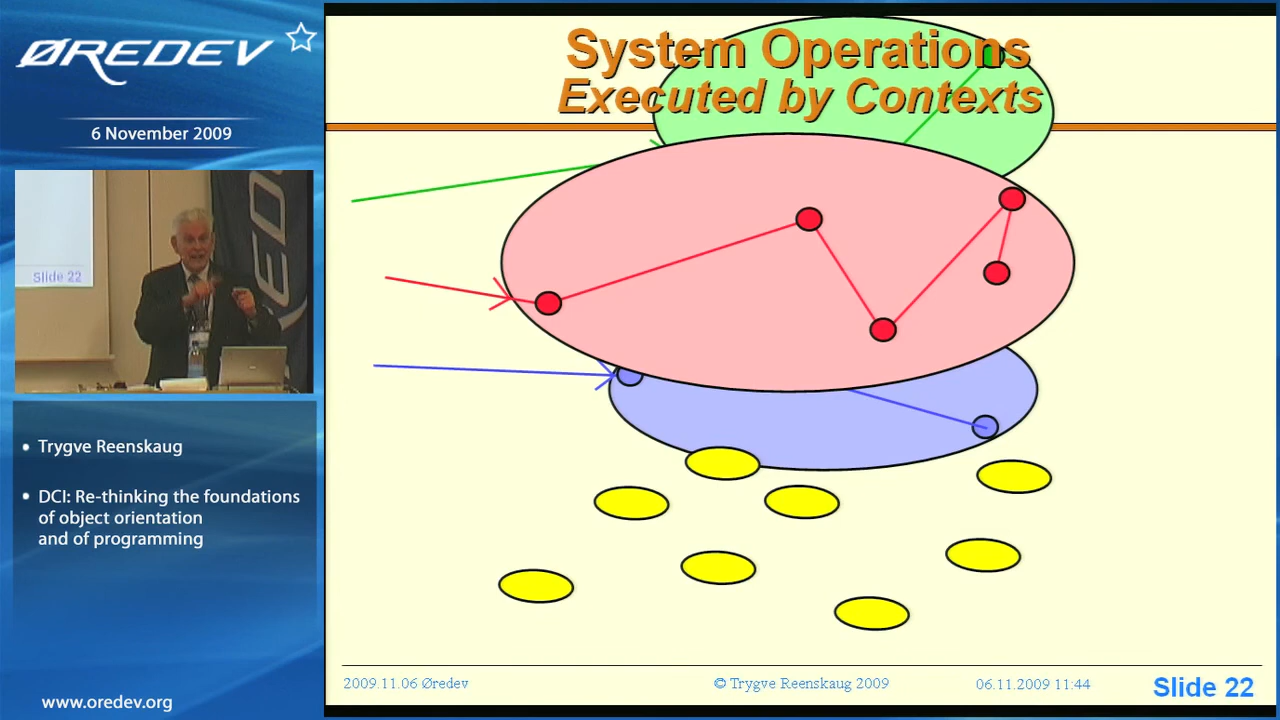 ØREDEV
6 November 2009
Slide 22
Trygve Reenskaug
DCI: Re-thinking the foundations
of object orientation
and of programming
www.oredev.org
System Operations
Executed by Contexts
2009.11.06 Øredev
© Trygve Reenskaug 2009
06.11.2009 11:44
Slide 22